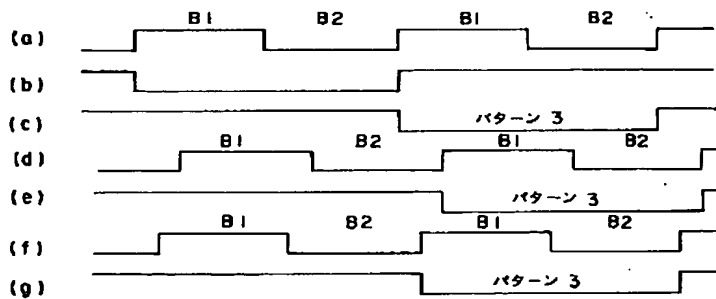 (a) B1 B2 B1 B2
(b)
(c) パターン 3
(d) B1 B2 B1 B2
(e) パターン 3
(f) B1 B2 B1 B2
(g) パターン 3